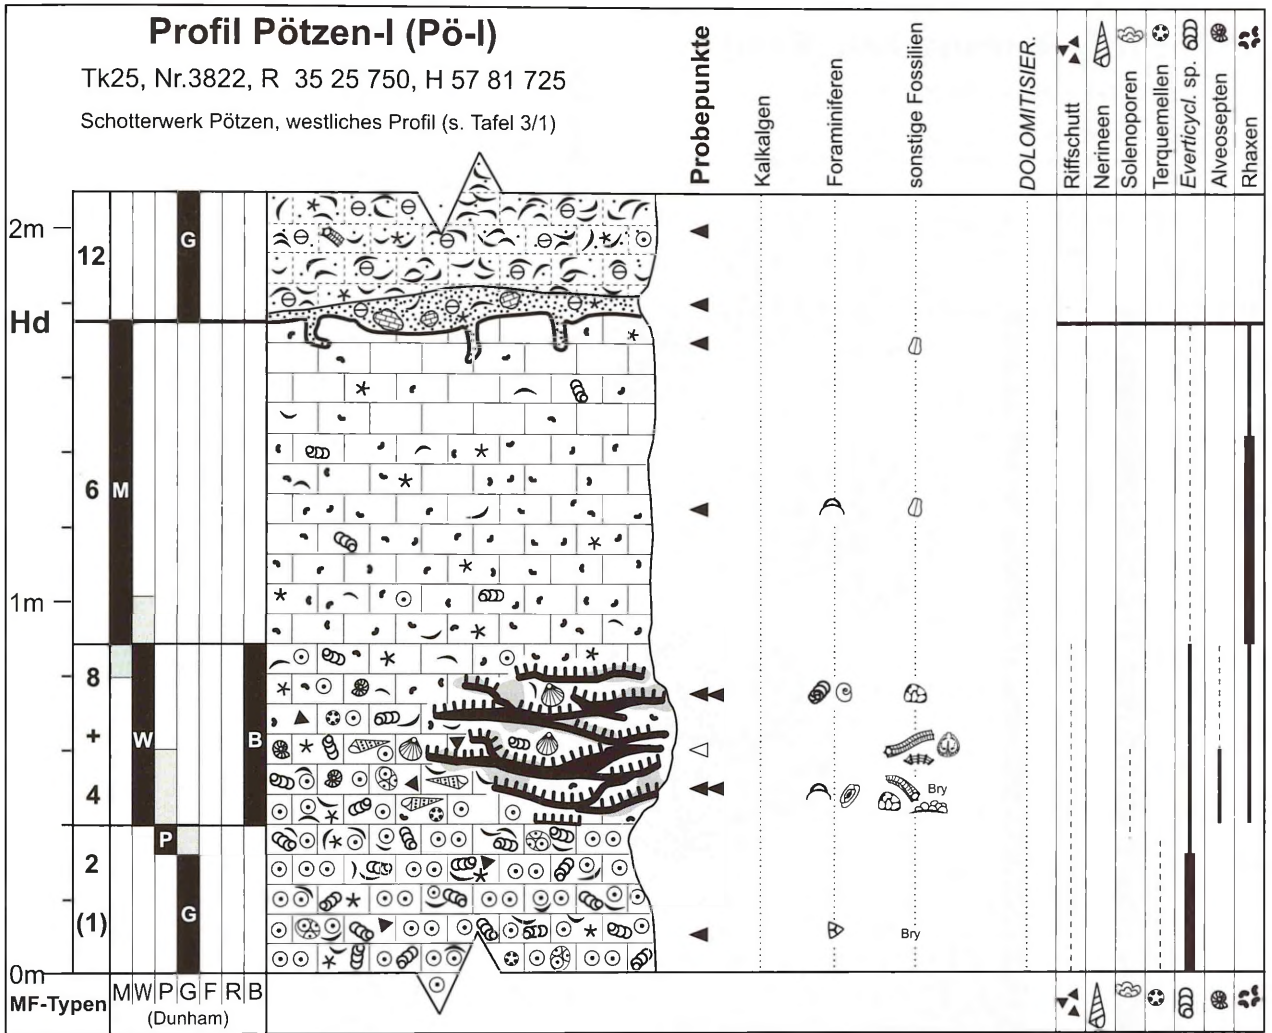 Profil Pötzen-I (Pö-I)
Tk25, Nr.3822, R 35 25 750, H 57 81 725
Schotterwerk Pötzen, westliches Profil (s. Tafel 3/1)
Probepunkte
Kalkalgen
Foraminiferen
sonstige Fossilien
DOLOMITISIER.
Riffschutt
Nerineen
Solenoporen
Terquemellen
Everticycl. sp.
Alveosepten
Rhaxen
2m
12
G
Hd
6
M
1m
8
+
4
W
B
Bry
P
2
(1)
G
Bry
0m
MF-Typen
M W P G F R B
(Dunham)